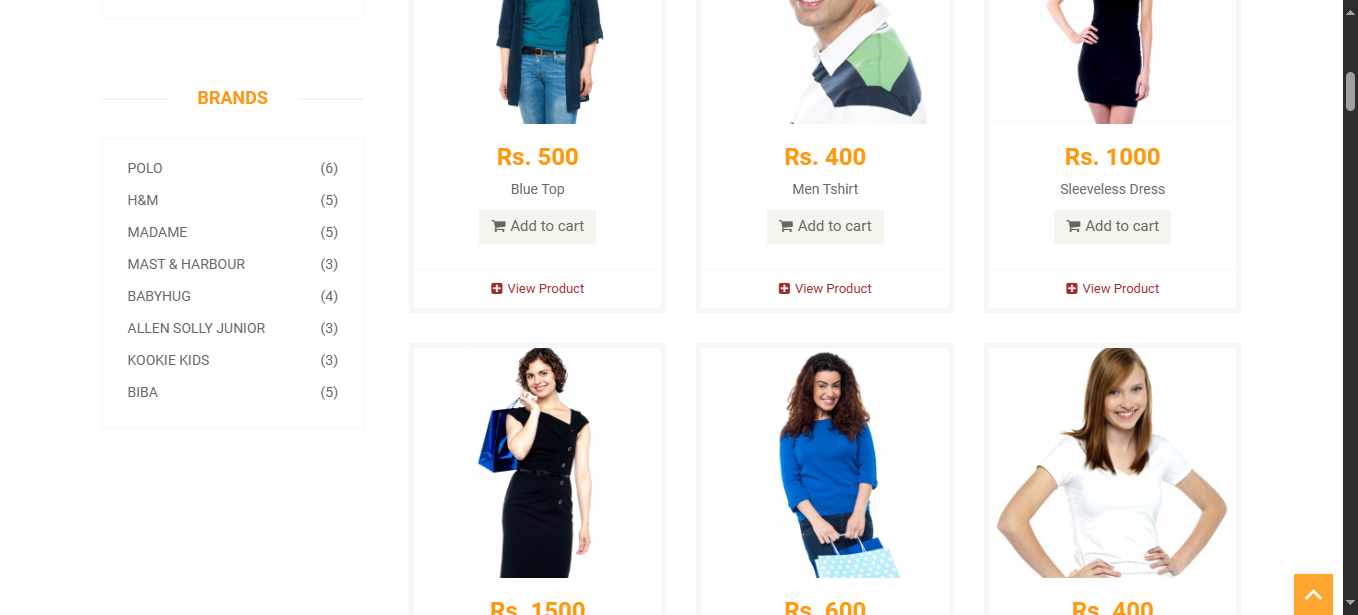 BRANDS
POLO (6)
H&M (5)
MADAME (5)
MAST & HARBOUR (3)
BABYHUG (4)
ALLEN SOLLY JUNIOR (3)
KOOKIE KIDS (3)
BIBA (5)
Rs. 500
Blue Top
Add to cart
View Product
Rs. 400
Men Tshirt
Add to cart
View Product
Rs. 1000
Sleeveless Dress
Add to cart
View Product
Rs. 1500
Rs. 600
Rs. 400